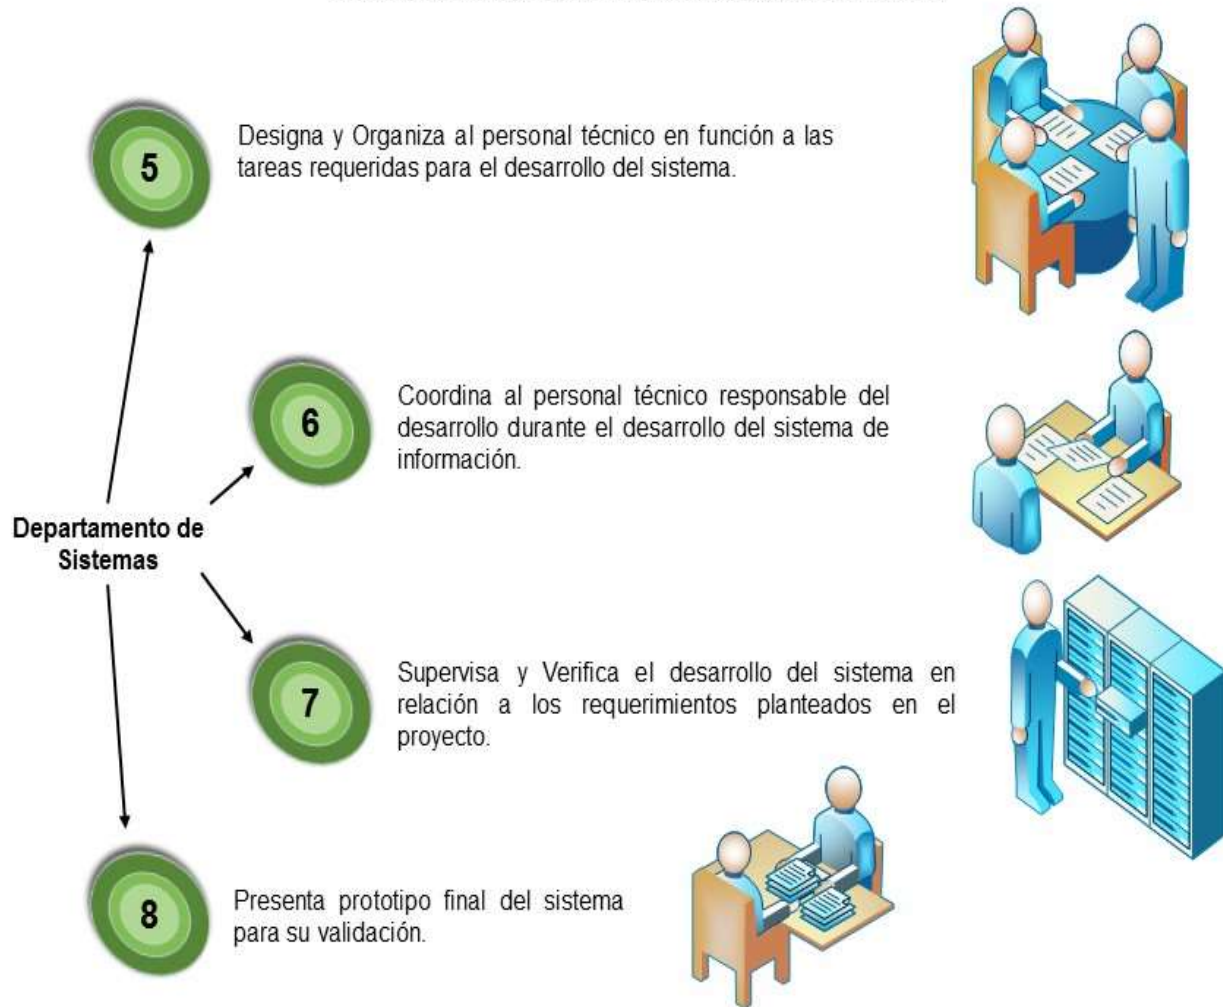 5
Designa y Organiza al personal técnico en función a las
tareas requeridas para el desarrollo del sistema.
6
Coordina al personal técnico responsable del
desarrollo durante el desarrollo del sistema de
información.
Departamento de
Sistemas
7
Supervisa y Verifica el desarrollo del sistema en
relación a los requerimientos planteados en el
proyecto.
8
Presenta prototipo final del sistema
para su validación.